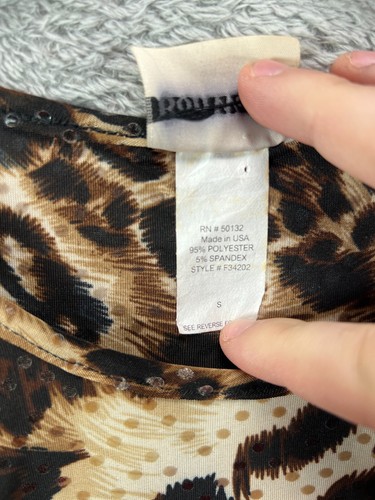 RN # 50132
Made in USA
95% POLYESTER
5% SPANDEX
STYLE # F34202
S
SEE REVERSE